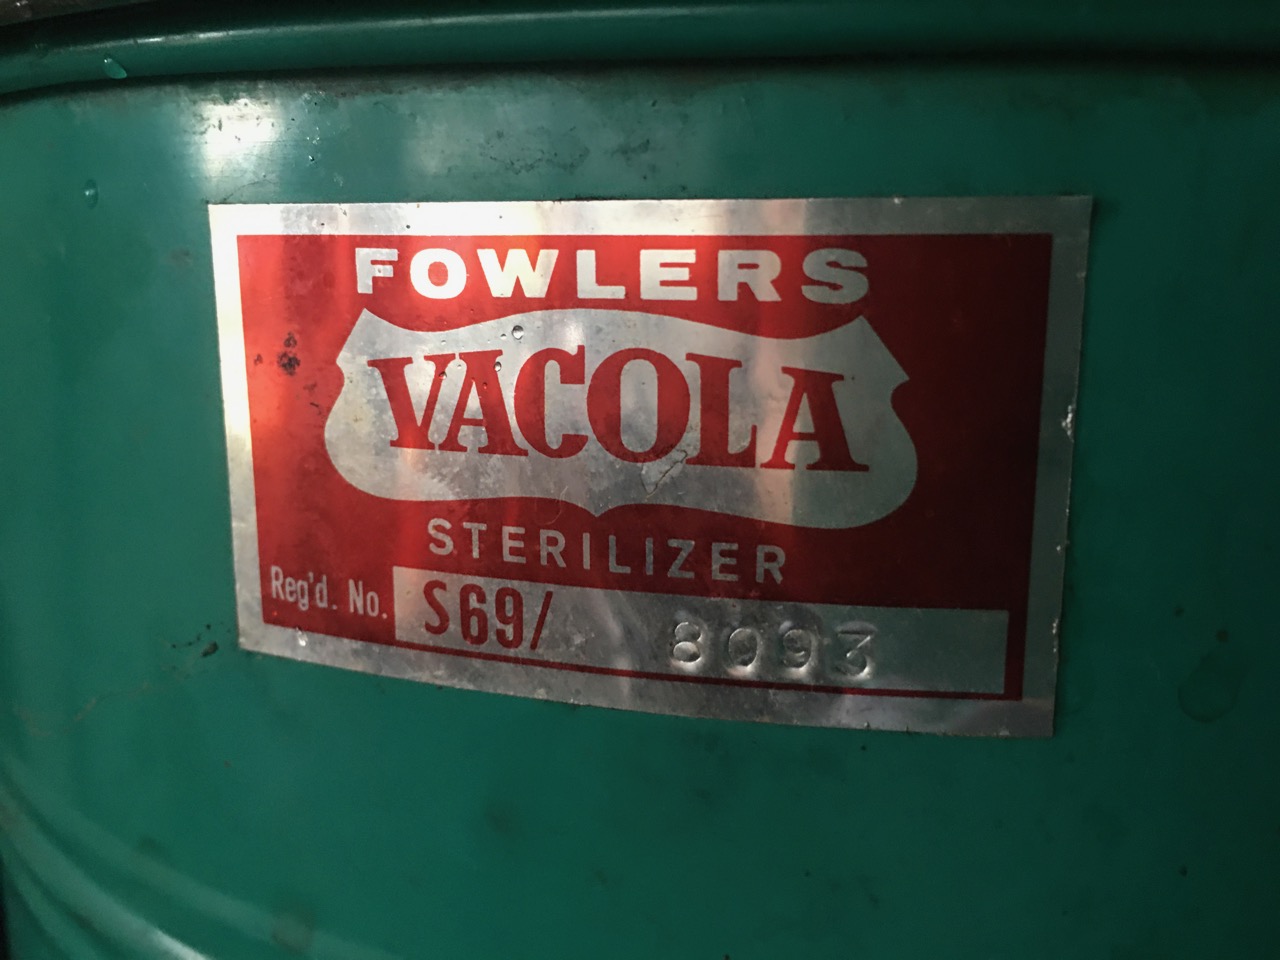 FOWLERS
VACOLA
STERILIZER
Reg'd. No. S69/ 8093